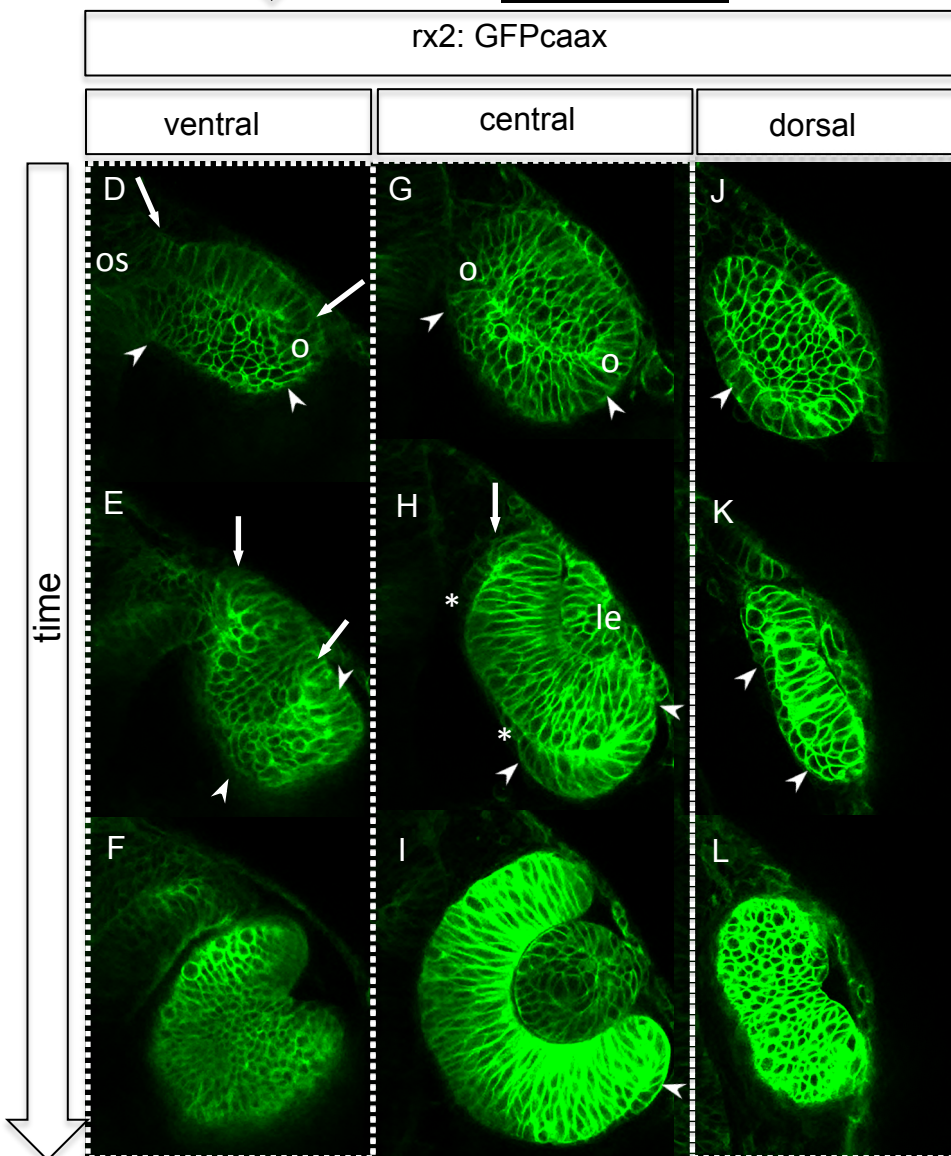 rx2: GFPcaax
ventral
central
dorsal
time
D
os
o
G
o
o
J
E
H
*
le
*
K
F
I
L